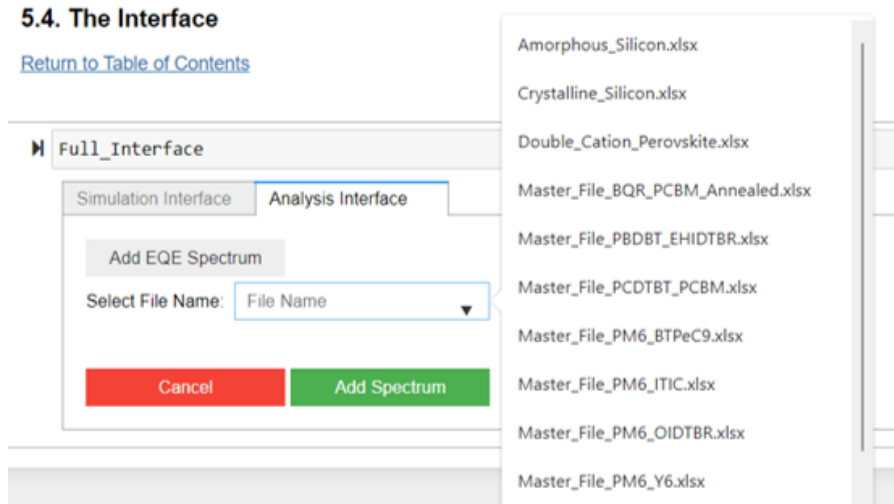 5.4. The Interface
Return to Table of Contents
Full_Interface
Simulation Interface
Analysis Interface
Add EQE Spectrum
Select File Name:
File Name
Cancel
Add Spectrum
Amorphous_Silicon.xlsx
Crystalline_Silicon.xlsx
Double_Cation_Perovskite.xlsx
Master_File_BQR_PCBM_Annealed.xlsx
Master_File_PBDBT_EHIDTBR.xlsx
Master_File_PCDTBT_PCBM.xlsx
Master_File_PM6_BTPeC9.xlsx
Master_File_PM6_ITIC.xlsx
Master_File_PM6_OIDTBR.xlsx
Master_File_PM6_Y6.xlsx